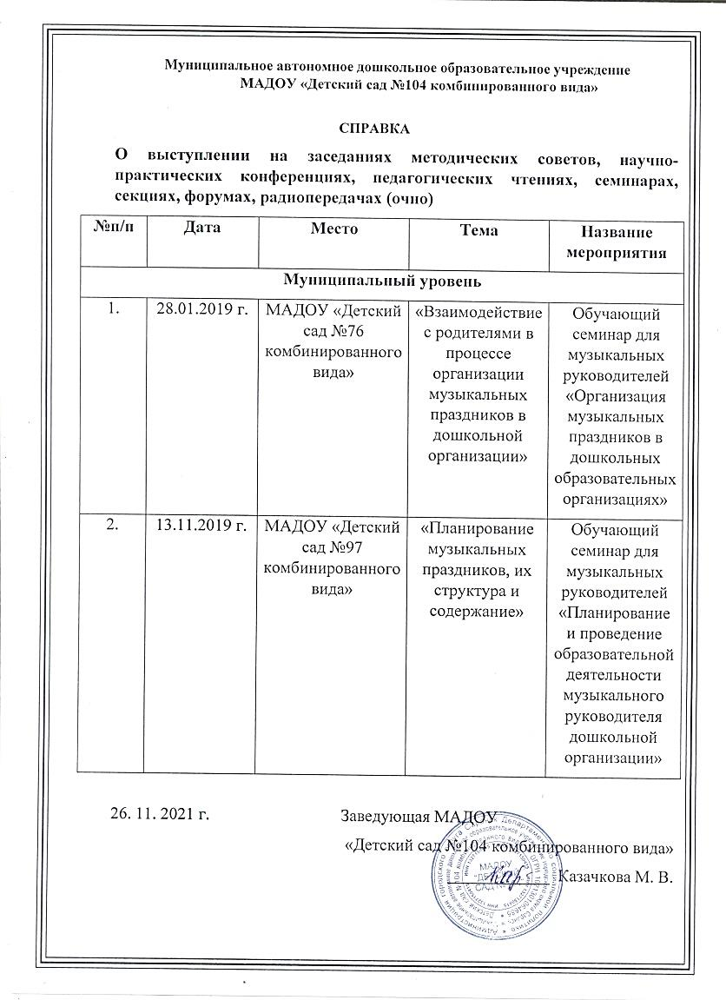 Муниципальное автономное дошкольное образовательное учреждение
МАДОУ «Детский сад №104 комбинированного вида»
СПРАВКА
О выступлении на заседаниях методических советов, научно-
практических конференциях, педагогических чтениях, семинарах,
секциях, форумах, радиопередачах (очно)
№п/п Дата Место Тема Название
мероприятия
Муниципальный уровень
1. 28.01.2019 г.
МАДОУ «Детский
сад №76
комбинированного
вида»
«Взаимодействие
с родителями в
процессе
организации
музыкальных
праздников в
дошкольной
организации»
Обучающий
семинар для
музыкальных
руководителей
«Организация
музыкальных
праздников в
дошкольных
образовательных
организациях»
2. 13.11.2019 г.
МАДОУ «Детский
сад №97
комбинированного
вида»
«Планирование
музыкальных
праздников, их
структура и
содержание»
Обучающий
семинар для
музыкальных
руководителей
«Планирование
и проведение
образовательной
деятельности
музыкального
руководителя
дошкольной
организации»
26. 11. 2021 г. Заведующая МАДОУ
«Детский сад №104 комбинированного вида»
Казачкова М. В.
МАДОУ